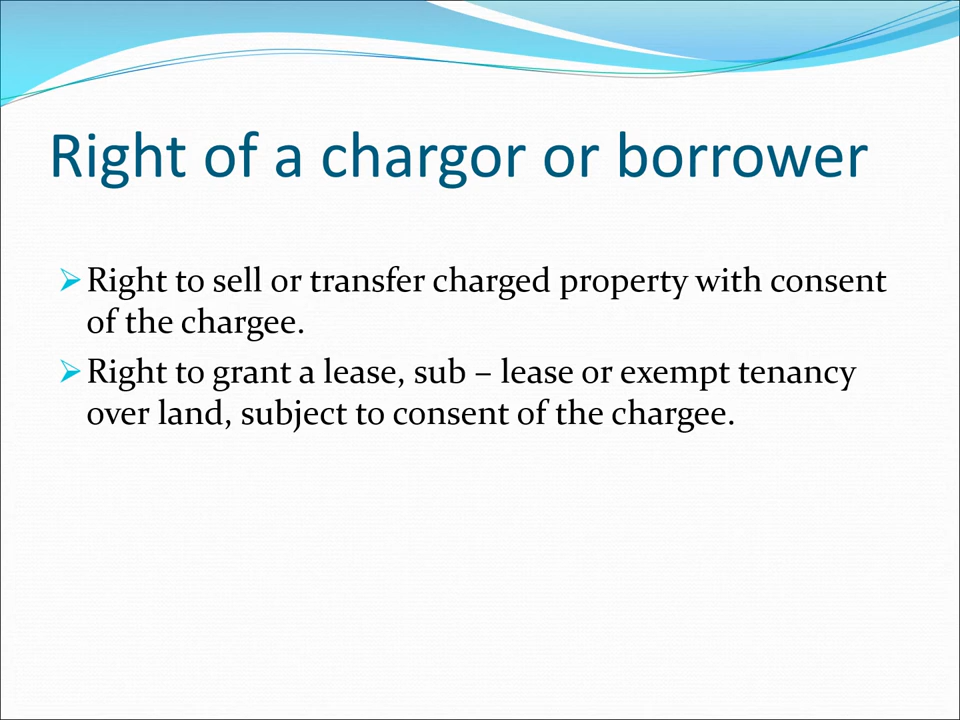 Right of a chargor or borrower
Right to sell or transfer charged property with consent
of the chargee.
Right to grant a lease, sub – lease or exempt tenancy
over land, subject to consent of the chargee.